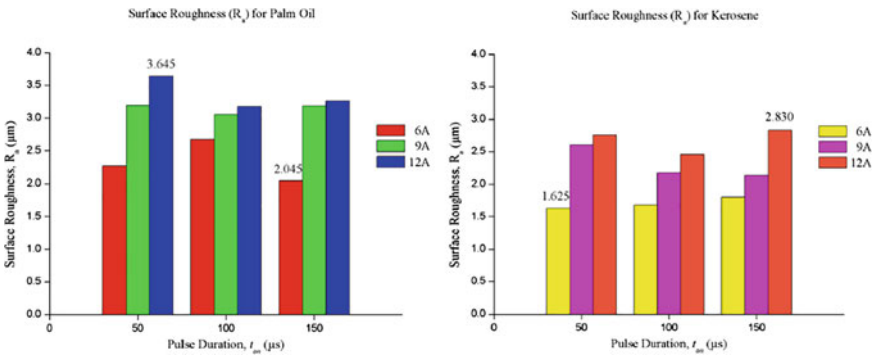 Surface Roughness (Ra) for Palm Oil
4.0
3.5
3.0
2.5
2.0
1.5
1.0
0.5
0.0
Surface Roughness, Ra (µm)
3.645
2.045
6A
9A
12A
0
50
100
150
Pulse Duration, ton (µs)
Surface Roughness (Ra) for Kerosene
4.0
3.5
3.0
2.5
2.0
1.5
1.0
0.5
0.0
Surface Roughness, Ra (µm)
1.625
2.830
6A
9A
12A
0
50
100
150
Pulse Duration, ton (µs)